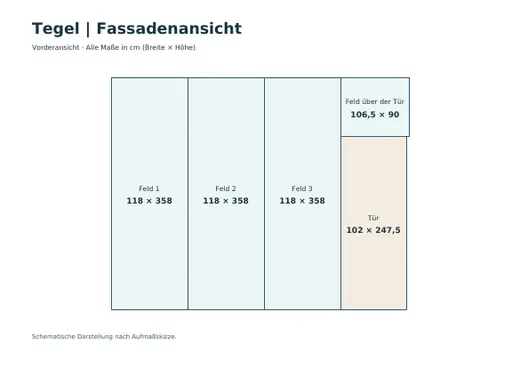 Tegel | Fassadenansicht
Vorderansicht · Alle Maße in cm (Breite × Höhe)
Feld über der Tür
106,5 × 90
Feld 1
118 × 358
Feld 2
118 × 358
Feld 3
118 × 358
Tür
102 × 247,5
Schematische Darstellung nach Aufmaßskizze.